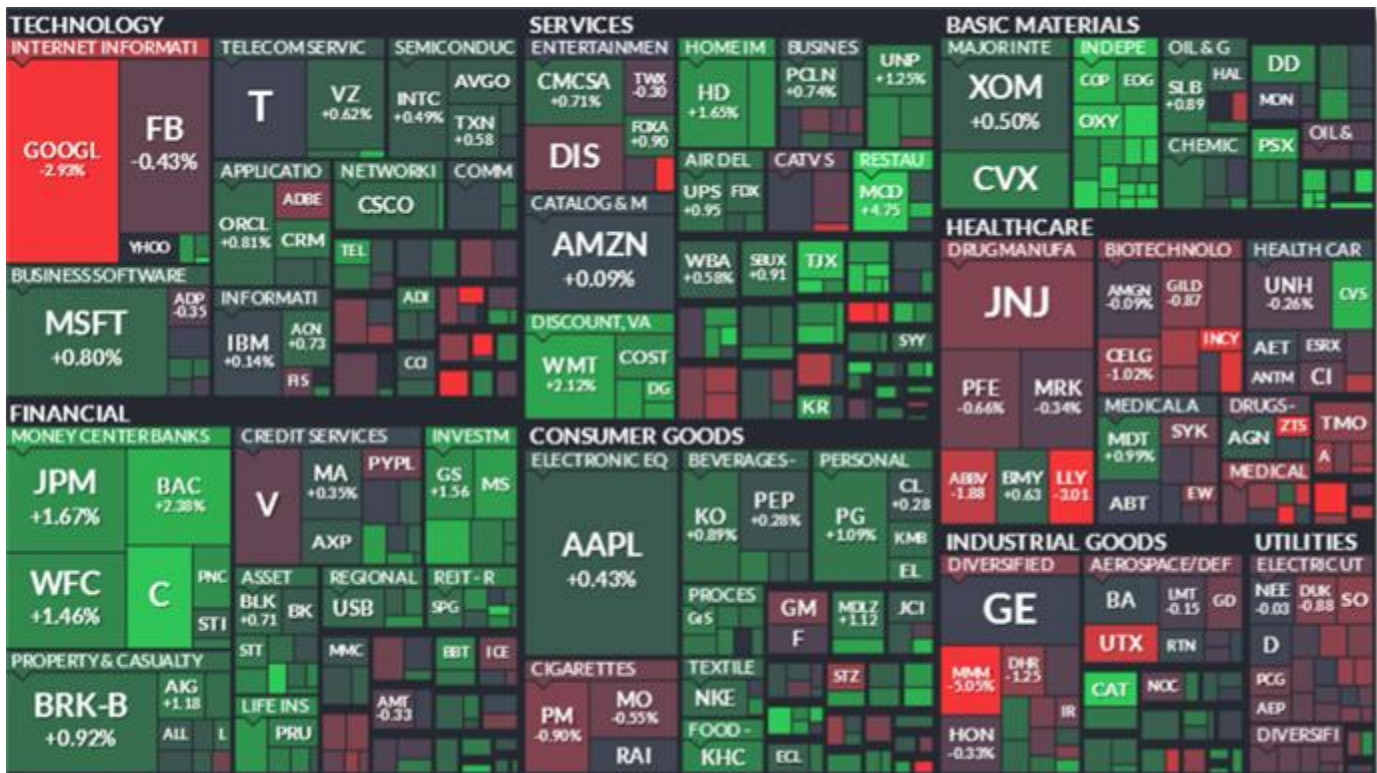 TECHNOLOGY
INTERNET INFORMATI
GOOGL
-2.93%
FB
-0.43%
YHOO
TELECOM SERVIC
T
VZ
+0.62%
SEMICONDUC
INTC
+0.49%
AVGO
TXN
+0.58
APPLICATIO
ORCL
+0.81%
ADBE
CRM
NETWORKI
CSCO
COMM
TEL
BUSINESS SOFTWARE
MSFT
+0.80%
ADP
-0.35
INFORMATI
IBM
+0.14%
ACN
+0.73
FIS
ADI
CCI
SERVICES
ENTERTAINMEN
CMCSA
+0.71%
TWX
-0.30
DIS
FOXA
+0.90
HOME IM
HD
+1.65%
BUSINES
PCLN
+0.74%
UNP
+1.25%
AIR DEL
UPS
+0.95
FDX
CATV S
RESTAU
MCD
+4.75
CATALOG & M
AMZN
+0.09%
WBA
+0.58%
SBUX
+0.91
TJX
DISCOUNT, VA
WMT
+2.12%
COST
DG
SYY
KR
BASIC MATERIALS
MAJOR INTE
XOM
+0.50%
CVX
INDEPE
COP
EOG
OXY
OIL & G
SLB
+0.89
HAL
DD
MON
CHEMIC
PSX
OIL &
HEALTHCARE
DRUG MANUFA
JNJ
PFE
-0.66%
MRK
-0.34%
ABBV
-1.88
BMY
+0.63
LLY
-3.01
BIOTECHNOLO
AMGN
-0.09%
GILD
-0.87
CELG
-1.02%
INCY
HEALTH CAR
UNH
-0.26%
CVS
AET
ESRX
ANTM
CI
MEDICAL A
MDT
+0.99%
SYK
ABT
EW
DRUGS -
AGN
ZTS
TMO
A
MEDICAL
FINANCIAL
MONEY CENTER BANKS
JPM
+1.67%
BAC
+2.38%
WFC
+1.46%
C
PNC
STI
CREDIT SERVICES
V
MA
+0.35%
PYPL
AXP
INVESTM
GS
+1.56
MS
ASSET
BLK
+0.71
BK
STT
REGIONAL
USB
REIT - R
SPG
MMC
BBT
ICE
AMT
-0.33
PROPERTY & CASUALTY
BRK-B
+0.92%
AIG
+1.18
ALL
L
LIFE INS
PRU
CONSUMER GOODS
ELECTRONIC EQ
AAPL
+0.43%
BEVERAGES -
KO
+0.89%
PEP
+0.28%
PERSONAL
PG
+1.09%
CL
+0.28
KMB
EL
PROCES
GIS
GM
F
MDLZ
+1.12
JCI
CIGARETTES
PM
-0.90%
MO
-0.55%
RAI
TEXTILE
NKE
STZ
FOOD -
KHC
ECL
INDUSTRIAL GOODS
DIVERSIFIED
GE
MMM
-5.05%
DHR
-1.25
HON
-0.33%
IR
AEROSPACE/DEF
BA
LMT
-0.15
GD
UTX
RTN
CAT
NOC
UTILITIES
ELECTRIC UT
NEE
-0.03
DUK
-0.88
SO
D
PCG
AEP
DIVERSIFI